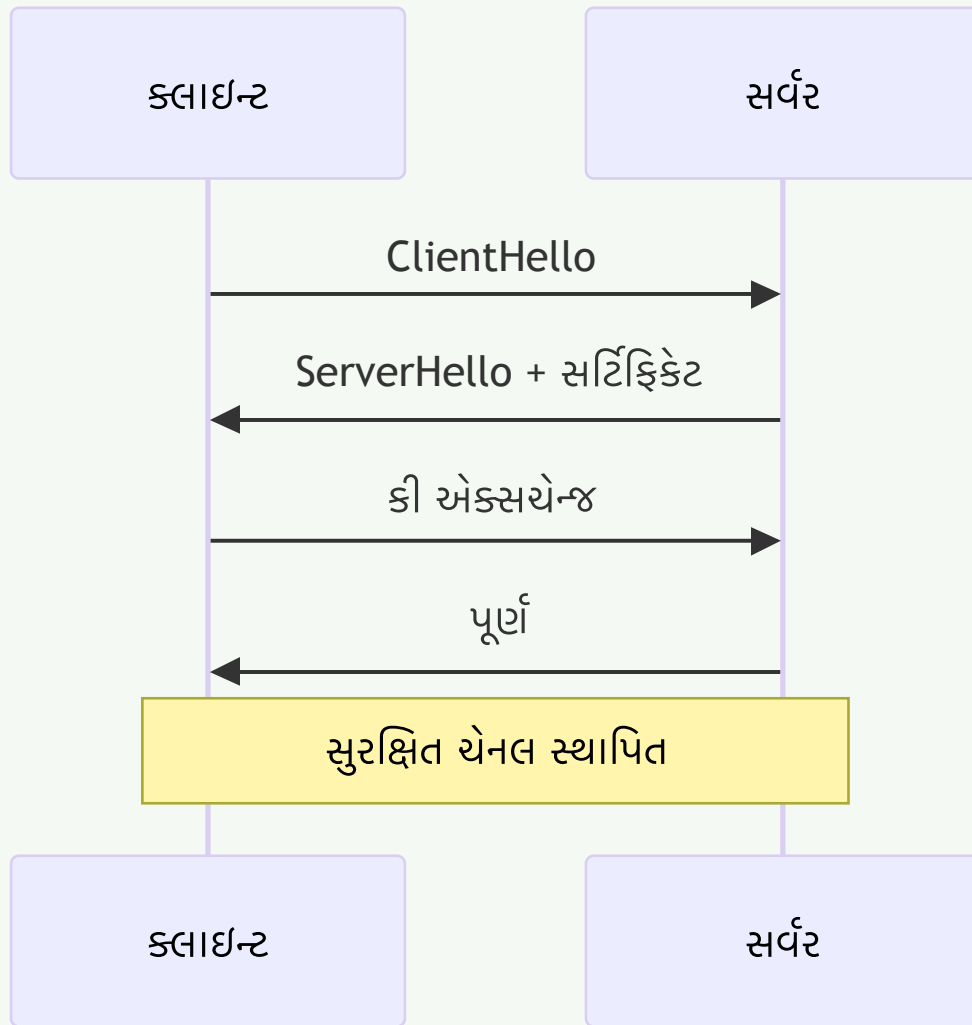 ક્લાઇન્ટ
સર્વર
ClientHello
ServerHello + સર્ટિફિકેટ
કી એક્સચેન્જ
પૂર્ણ
સુરક્ષિત ચેનલ સ્થાપિત
ક્લાઇન્ટ
સર્વર